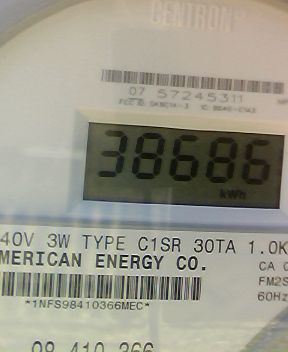 CENTRON
07 57245311
38686
kWh
40V 3W TYPE C1SR 30TA 1.0K
MERICAN ENERGY CO.
CA 0
FM2S
60Hz
*1NFS98410366MEC*
98 410 366